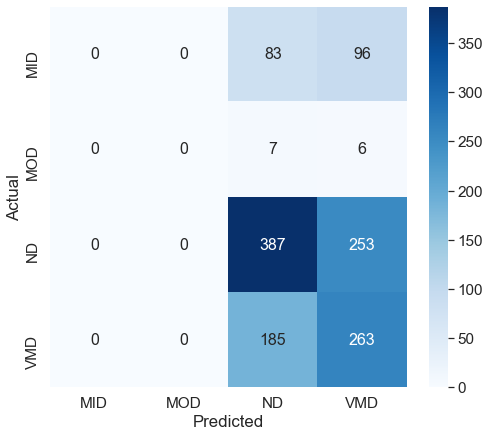 MID 0 0 83 96
MOD 0 0 7 6
ND 0 0 387 253
VMD 0 0 185 263
MID MOD ND VMD
Actual
Predicted
350
300
250
200
150
100
50
0